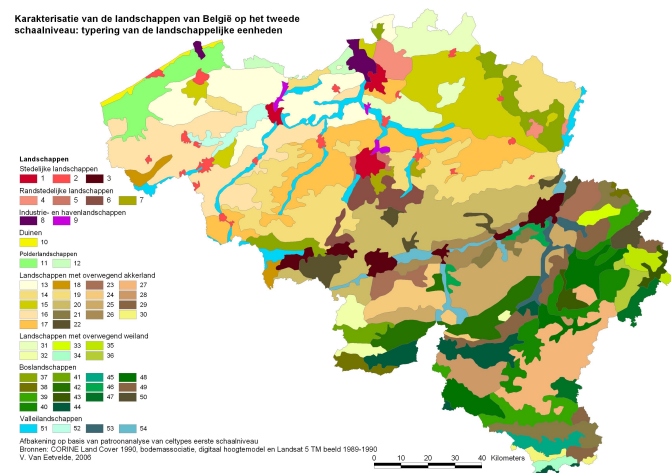 Karakterisatie van de landschappen van België op het tweede
schaalniveau: typering van de landschappelijke eenheden
Landschappen
Stedelijke landschappen
1 2 3
Randstedelijke landschappen
4 5 6 7
Industrie- en havenlandschappen
8 9
Duinen
10
Polderlandschappen
11 12
Landschappen met overwegend akkerland
13 18 23 27
14 19 24 28
15 20 25 29
16 21 26 30
17 22
Landschappen met overwegend weiland
31 33 35
32 34 36
Boslandschappen
37 41 45 48
38 42 46 49
39 43 47 50
40 44
Valleilandschappen
51 52 53 54
Afbakening op basis van patroonanalyse van celtypes eerste schaalniveau
Bronnen: CORINE Land Cover 1990, bodemassociatie, digitaal hoogtemodel en Landsat 5 TM beeld 1989-1990
V. Van Eetvelde, 2006
0 10 20 30 40 Kilometers